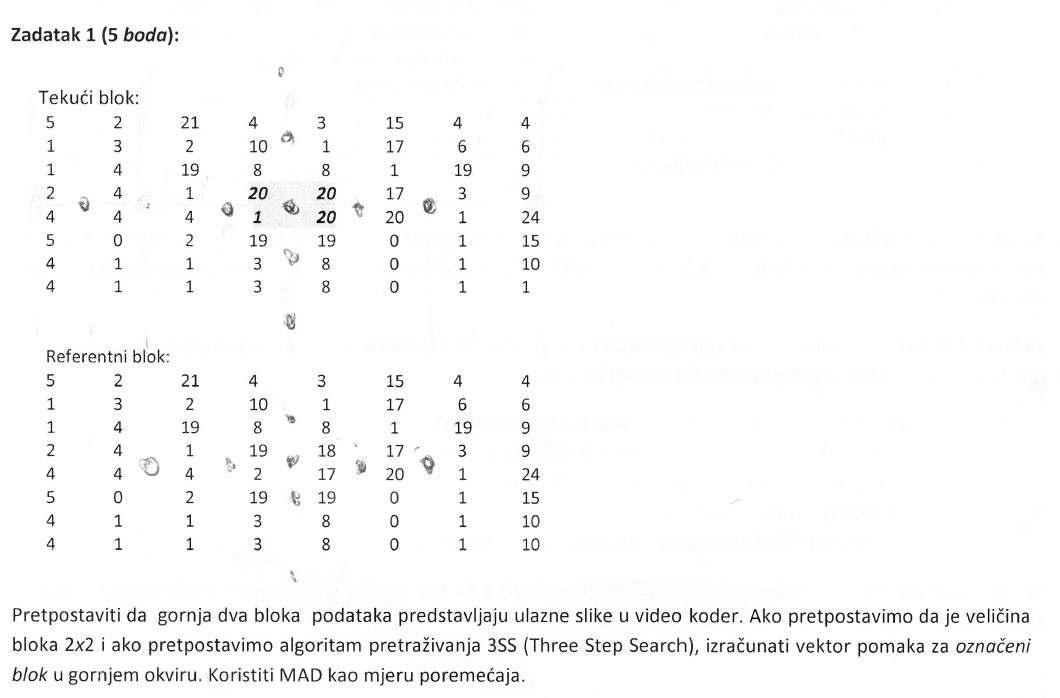 Zadatak 1 (5 boda):
Tekući blok:
5 2 21 4 3 15 4 4
1 3 2 10 1 17 6 6
1 4 19 8 8 1 19 9
2 4 1 20 20 17 3 9
4 4 4 1 20 20 1 24
5 0 2 19 19 0 1 15
4 1 1 3 8 0 1 10
4 1 1 3 8 0 1 1
Referentni blok:
5 2 21 4 3 15 4 4
1 3 2 10 1 17 6 6
1 4 19 8 8 1 19 9
2 4 1 19 18 17 3 9
4 4 4 2 17 20 1 24
5 0 2 19 19 0 1 15
4 1 1 3 8 0 1 10
4 1 1 3 8 0 1 10
Pretpostaviti da gornja dva bloka podataka predstavljaju ulazne slike u video koder. Ako pretpostavimo da je veličina
bloka 2x2 i ako pretpostavimo algoritam pretraživanja 3SS (Three Step Search), izračunati vektor pomaka za označeni
blok u gornjem okviru. Koristiti MAD kao mjeru poremećaja.